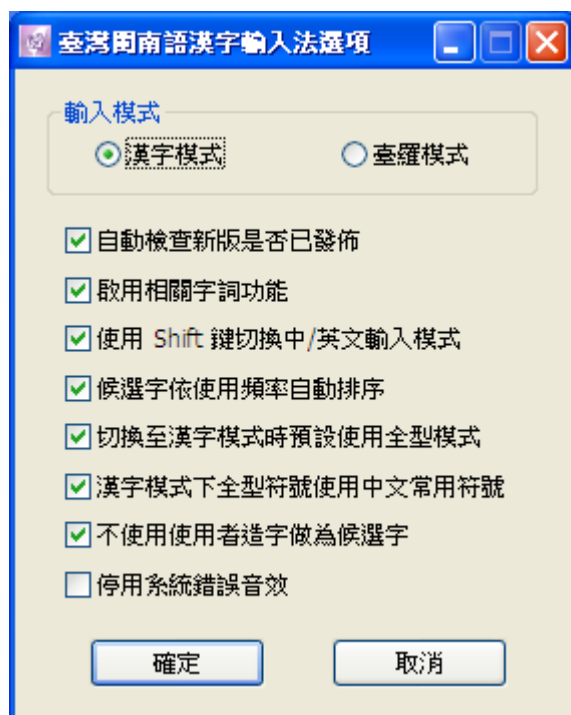 臺灣閩南語漢字輸入法選項
輸入模式
漢字模式 臺羅模式
自動檢查新版是否已發佈
啟用相關字詞功能
使用 Shift 鍵切換中/英文輸入模式
候選字依使用頻率自動排序
切換至漢字模式時預設使用全型模式
漢字模式下全型符號使用中文常用符號
不使用使用者造字做為候選字
停用系統錯誤音效
確定 取消